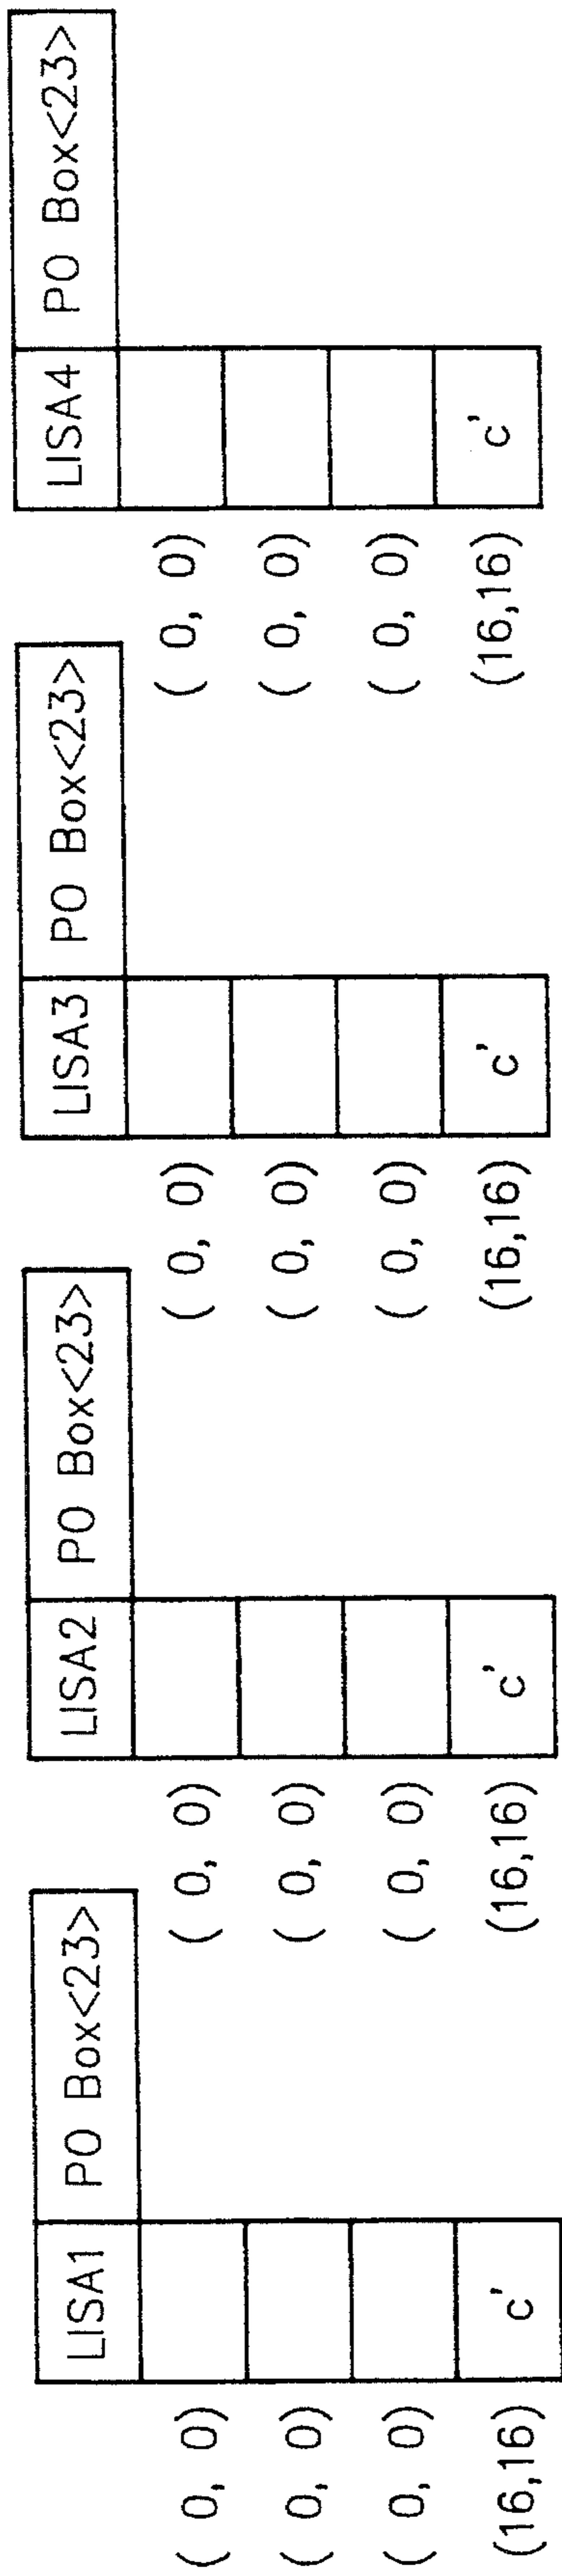 LISA1 PO Box<23> LISA2 PO Box<23> LISA3 PO Box<23> LISA4 PO Box<23>
( 0, 0) ( 0, 0) ( 0, 0) ( 0, 0)
( 0, 0) ( 0, 0) ( 0, 0) ( 0, 0)
( 0, 0) ( 0, 0) ( 0, 0) ( 0, 0)
(16,16) c' (16,16) c' (16,16) c' (16,16) c'